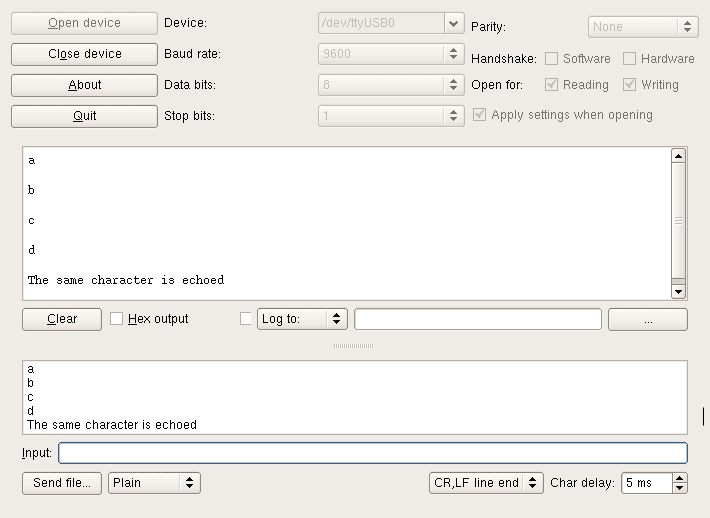 Open device Device: /dev/ttyUSB0 Parity: None
Close device Baud rate: 9600 Handshake: Software Hardware
About Data bits: 8 Open for: Reading Writing
Quit Stop bits: 1 Apply settings when opening
a
b
c
d
The same character is echoed
Clear Hex output Log to: ...
a
b
c
d
The same character is echoed
Input:
Send file... Plain CR,LF line end Char delay: 5 ms